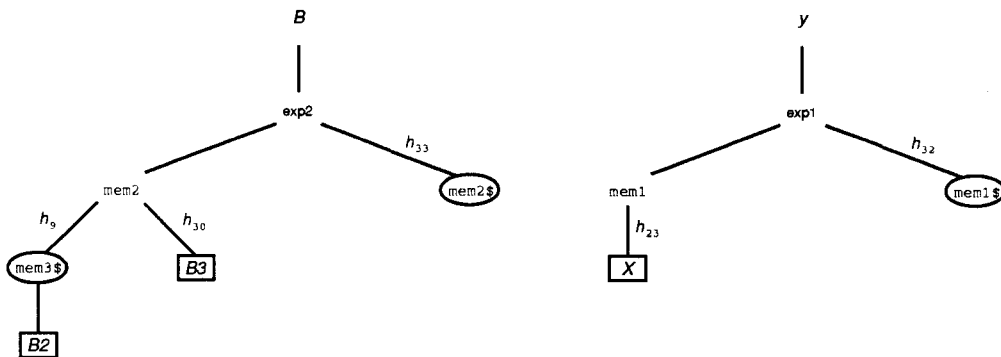 B
y
exp2
exp1
h33
h32
mem2
mem2$
mem1
mem1$
h9
h30
h23
mem3$
B3
X
B2